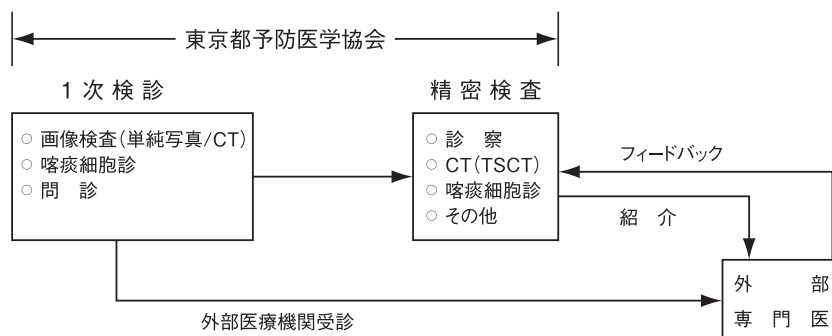 東京都予防医学協会
1次検診
精密検査
○ 画像検査(単純写真/CT)
○ 喀痰細胞診
○ 問　診
○ 診　察
○ CT(TSCT)
○ 喀痰細胞診
○ その他
フィードバック
紹　介
外　部
専 門 医
外部医療機関受診